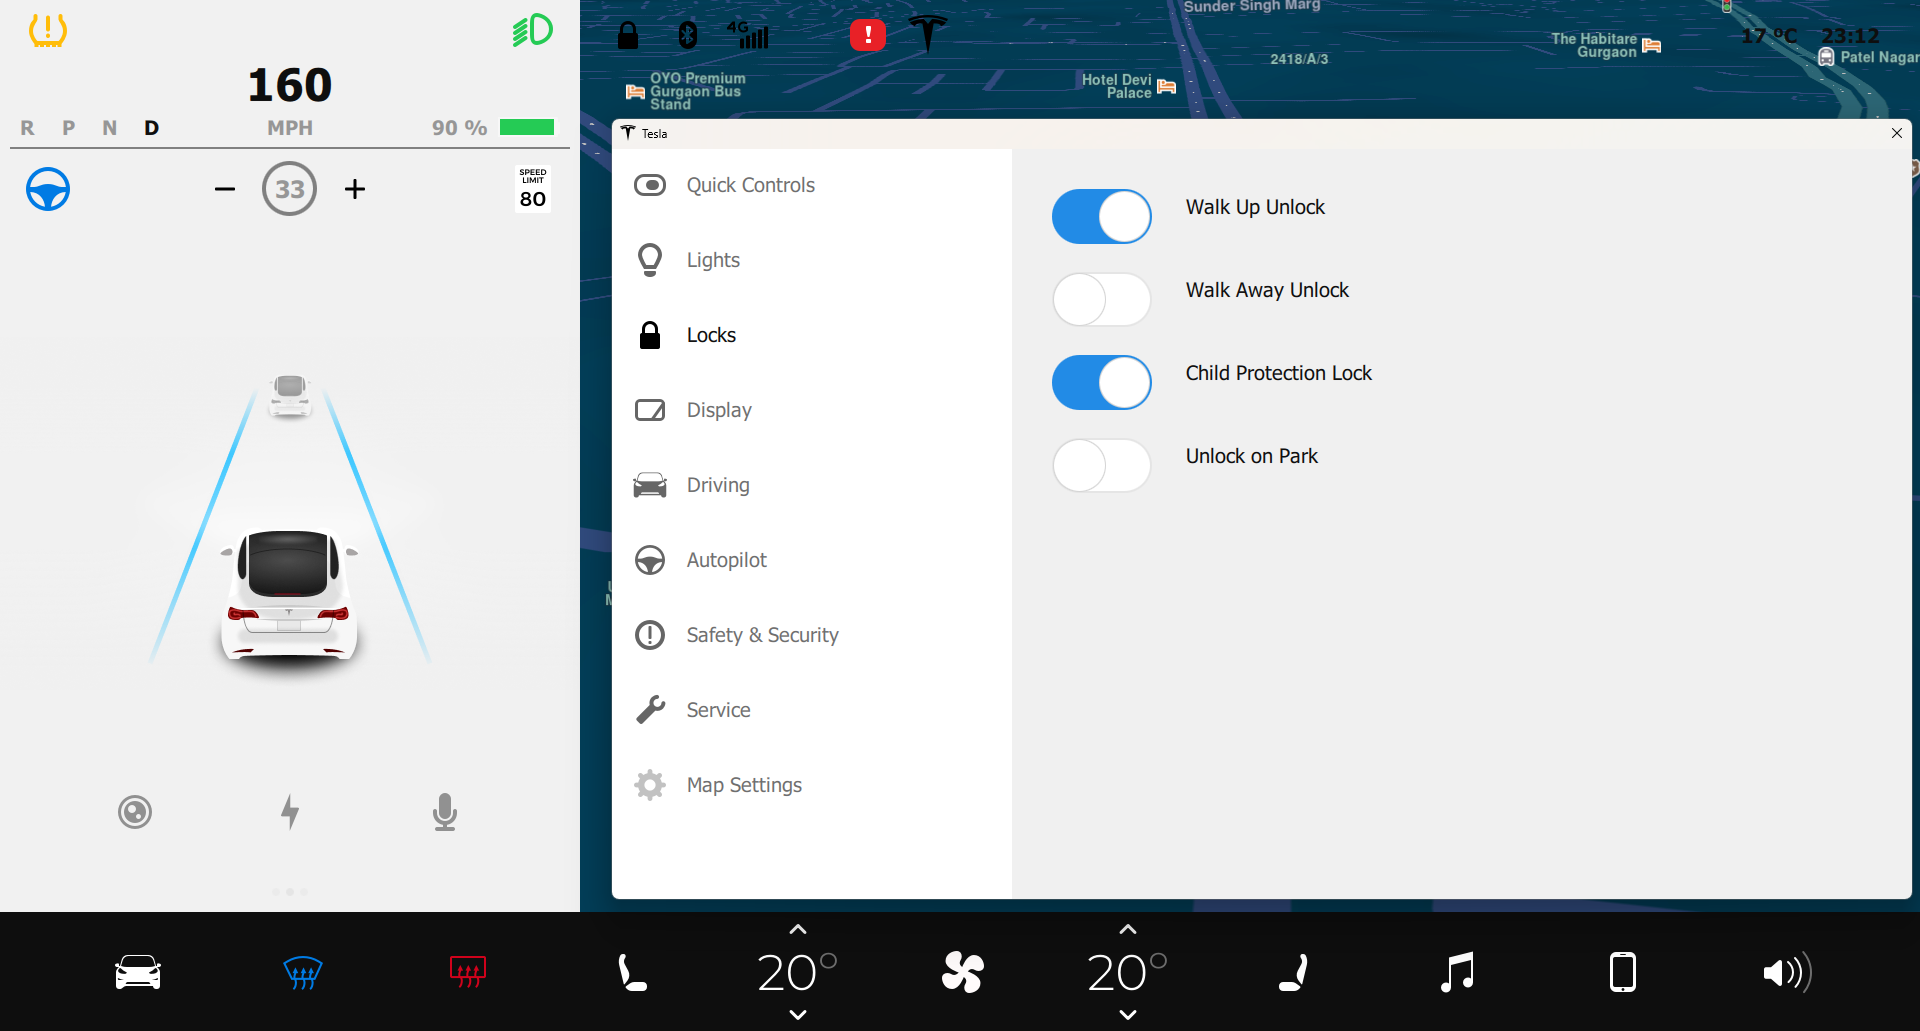 160
R P N D
MPH
90 %
33
SPEED
LIMIT
80
4G
!
Sunder Singh Marg
2418/A/3
The Habitare
Gurgaon
17 ºC
23:12
Patel Nagar
OYO Premium
Gurgaon Bus
Stand
Hotel Devi
Palace
Tesla
Quick Controls
Lights
Locks
Display
Driving
Autopilot
Safety & Security
Service
Map Settings
Walk Up Unlock
Walk Away Unlock
Child Protection Lock
Unlock on Park
20°
20°